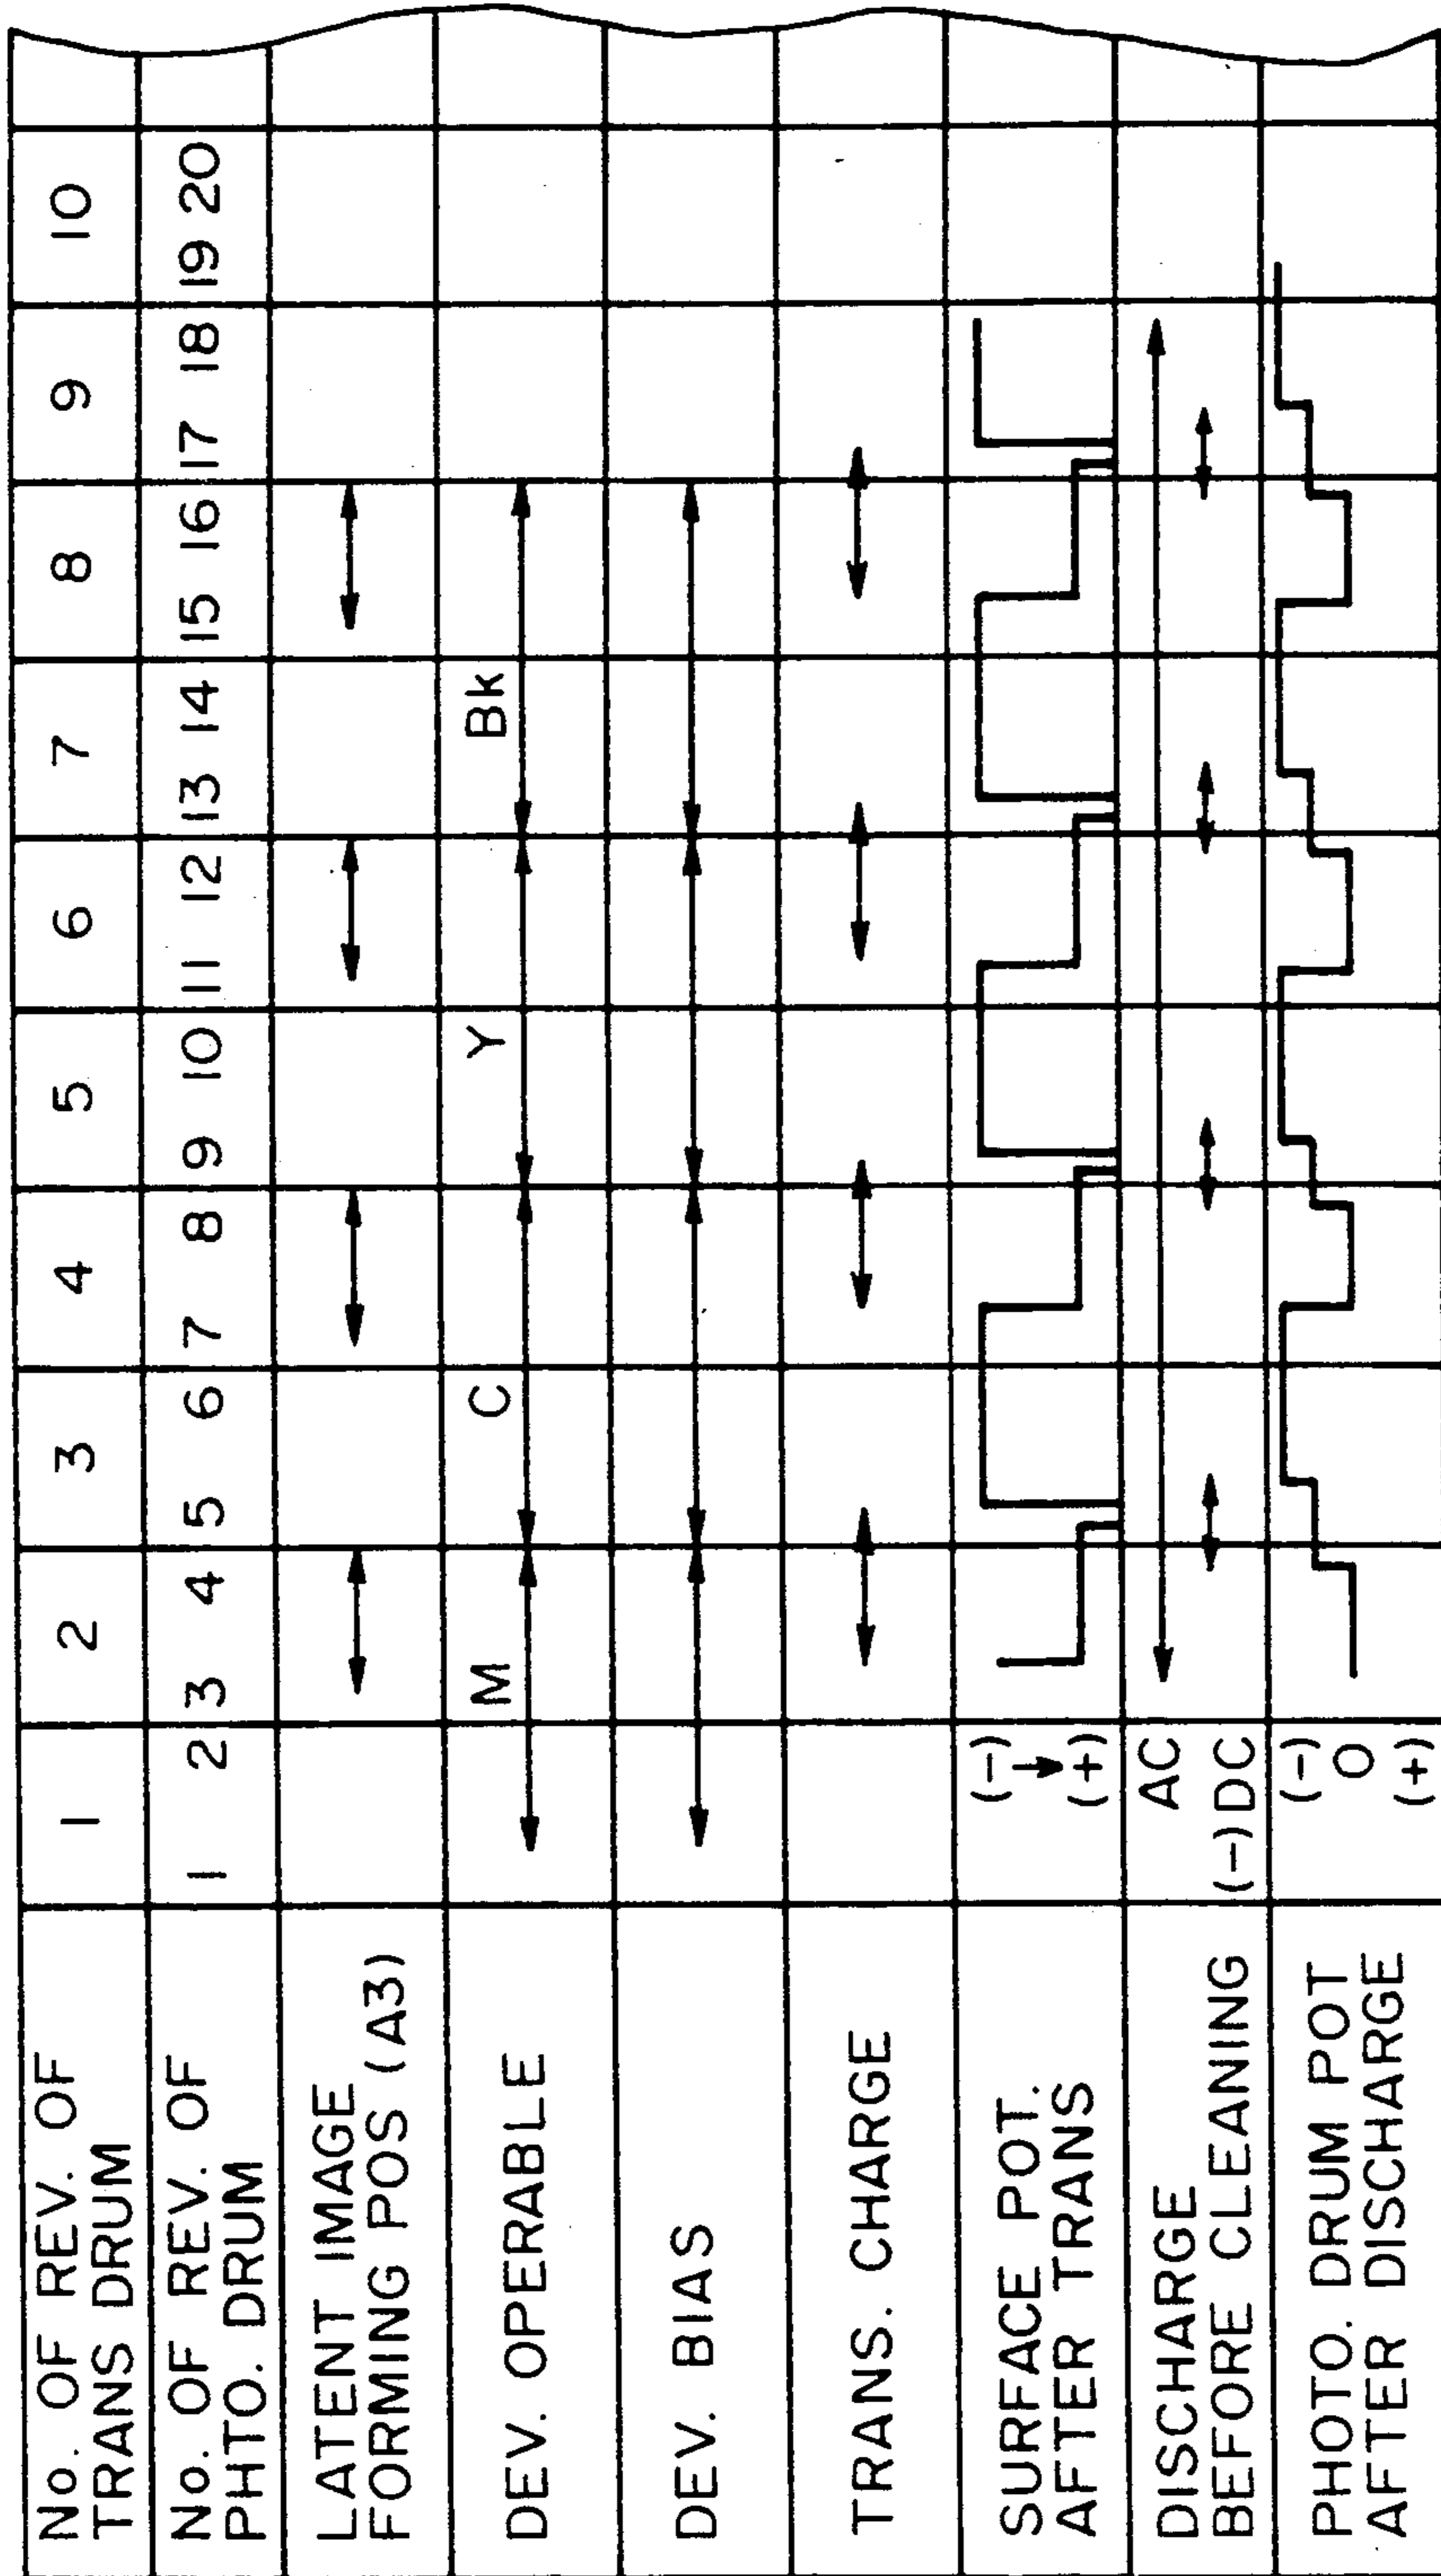 No. OF REV. OF
TRANS DRUM
1 2 3 4 5 6 7 8 9 10
No. OF REV. OF
PHTO. DRUM
1 2 3 4 5 6 7 8 9 10 11 12 13 14 15 16 17 18 19 20
LATENT IMAGE
FORMING POS (A3)
DEV. OPERABLE
M C Y Bk
DEV. BIAS
TRANS. CHARGE
SURFACE POT.
AFTER TRANS
(-)
(+)
DISCHARGE
BEFORE CLEANING
AC
(-)DC
PHOTO. DRUM POT
AFTER DISCHARGE
(-)
O
(+)